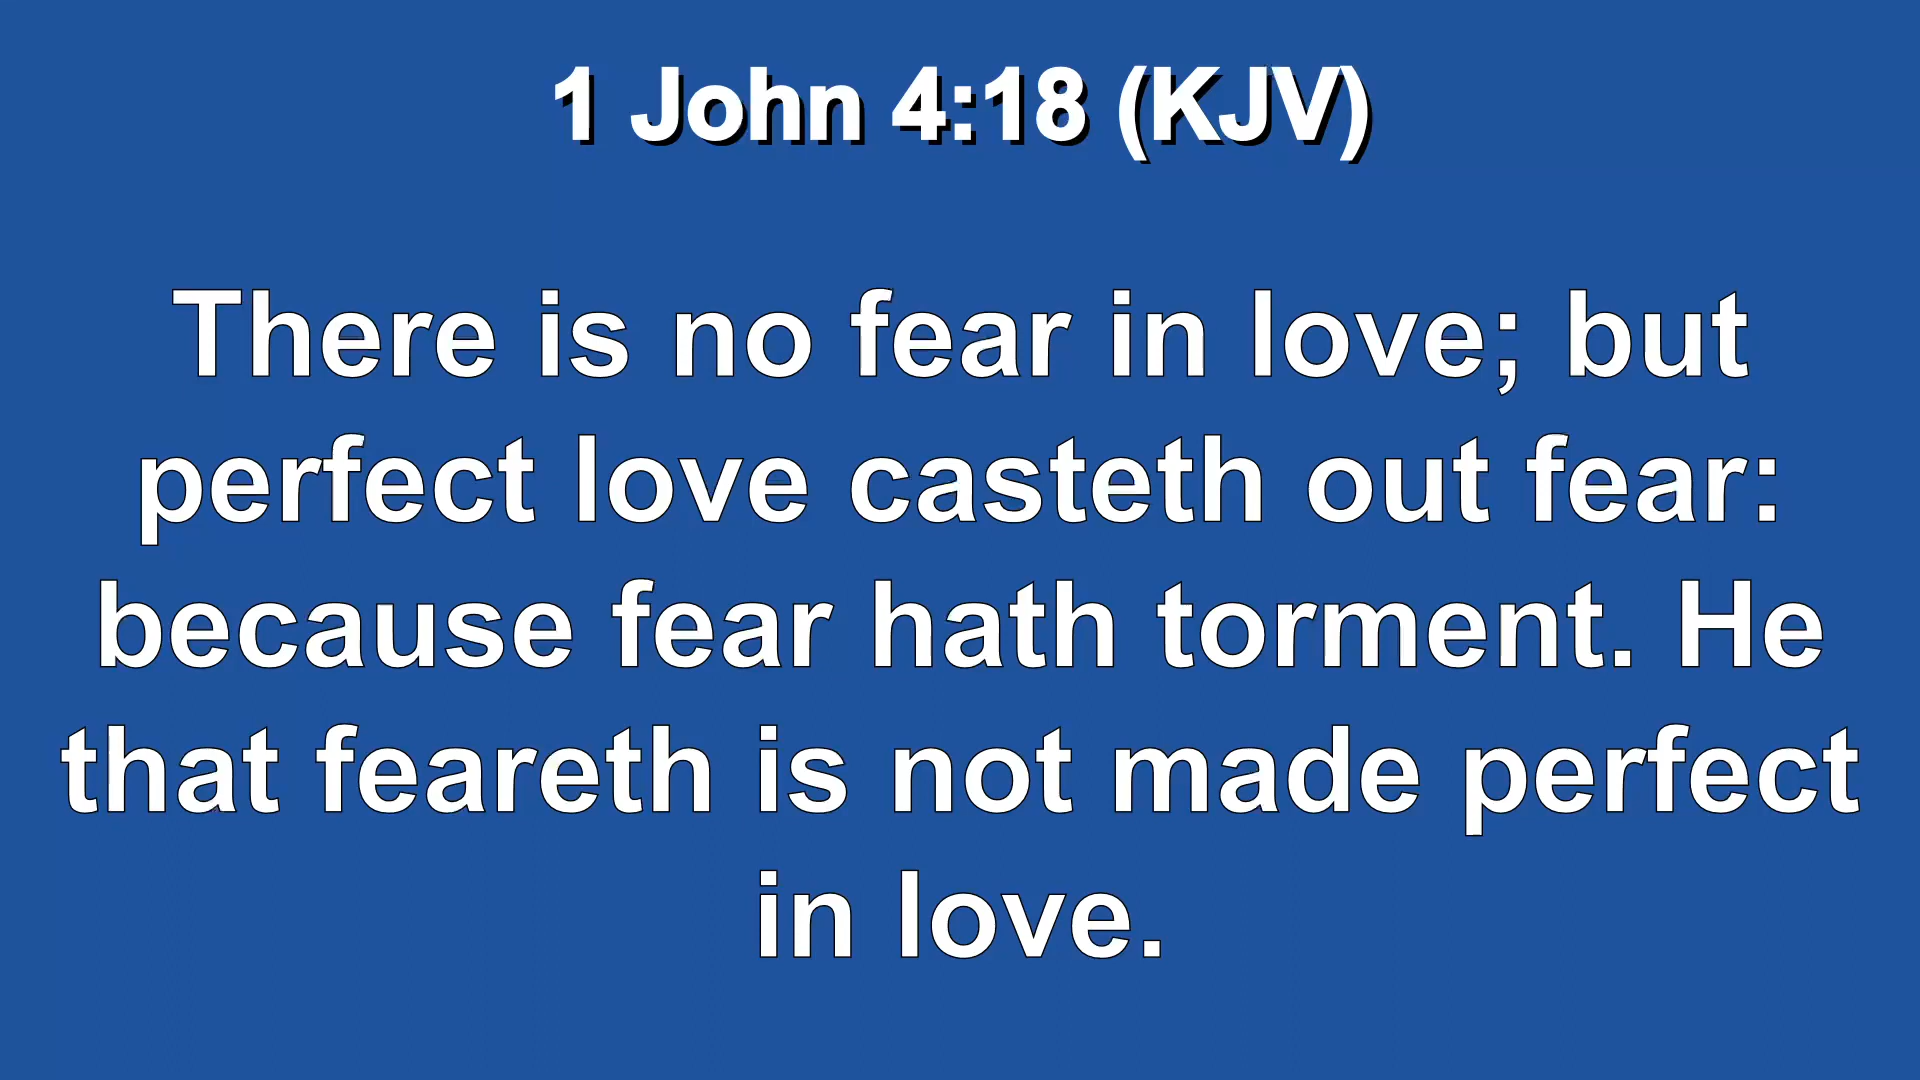 1 John 4:18 (KJV)
There is no fear in love; but
perfect love casteth out fear:
because fear hath torment. He
that feareth is not made perfect
in love.